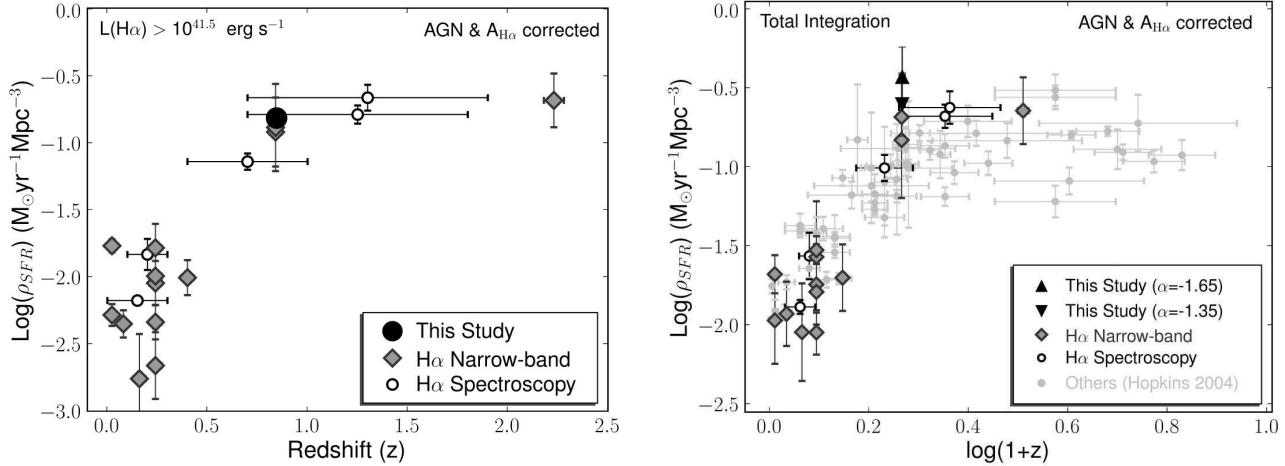 L(Hα) > 10^41.5 erg s^−1
AGN & A_Hα corrected
Log(ρ_SFR) (M⊙yr^−1Mpc^−3)
0.0
−0.5
−1.0
−1.5
−2.0
−2.5
−3.0
This Study
Hα Narrow-band
Hα Spectroscopy
0.0 0.5 1.0 1.5 2.0 2.5
Redshift (z)
Total Integration
AGN & A_Hα corrected
Log(ρ_SFR) (M⊙yr^−1Mpc^−3)
0.0
−0.5
−1.0
−1.5
−2.0
−2.5
This Study (α=-1.65)
This Study (α=-1.35)
Hα Narrow-band
Hα Spectroscopy
Others (Hopkins 2004)
0.0 0.2 0.4 0.6 0.8 1.0
log(1+z)